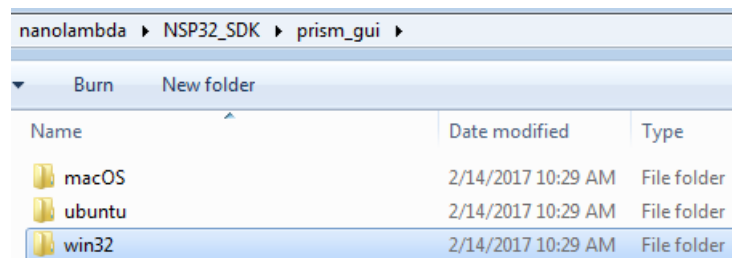 nanolambda ▸ NSP32_SDK ▸ prism_gui ▸
Burn New folder
Name Date modified Type
macOS 2/14/2017 10:29 AM File folder
ubuntu 2/14/2017 10:29 AM File folder
win32 2/14/2017 10:29 AM File folder